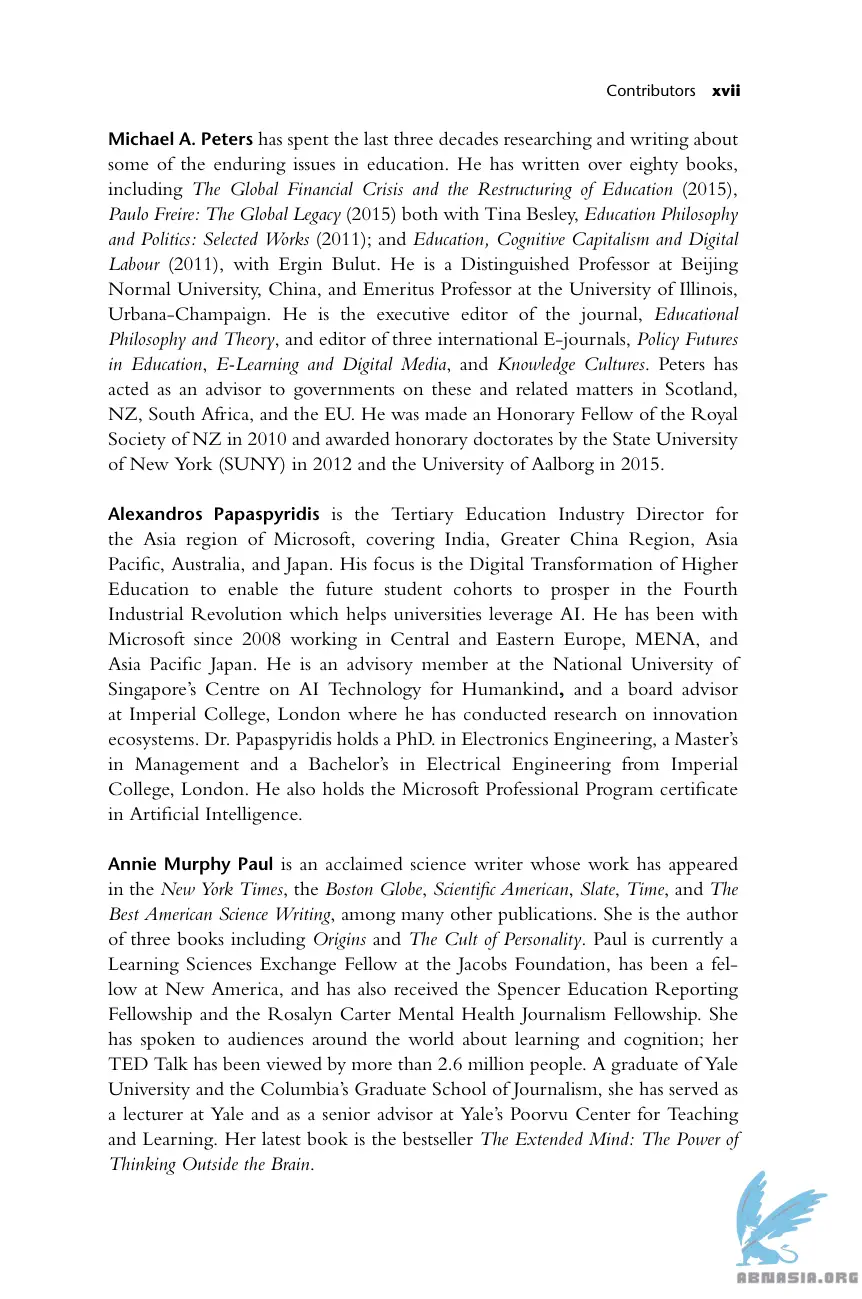 Contributors xvii
Michael A. Peters has spent the last three decades researching and writing about
some of the enduring issues in education. He has written over eighty books,
including The Global Financial Crisis and the Restructuring of Education (2015),
Paulo Freire: The Global Legacy (2015) both with Tina Besley, Education Philosophy
and Politics: Selected Works (2011); and Education, Cognitive Capitalism and Digital
Labour (2011), with Ergin Bulut. He is a Distinguished Professor at Beijing
Normal University, China, and Emeritus Professor at the University of Illinois,
Urbana-Champaign. He is the executive editor of the journal, Educational
Philosophy and Theory, and editor of three international E-journals, Policy Futures
in Education, E-Learning and Digital Media, and Knowledge Cultures. Peters has
acted as an advisor to governments on these and related matters in Scotland,
NZ, South Africa, and the EU. He was made an Honorary Fellow of the Royal
Society of NZ in 2010 and awarded honorary doctorates by the State University
of New York (SUNY) in 2012 and the University of Aalborg in 2015.
Alexandros Papaspyridis is the Tertiary Education Industry Director for
the Asia region of Microsoft, covering India, Greater China Region, Asia
Pacific, Australia, and Japan. His focus is the Digital Transformation of Higher
Education to enable the future student cohorts to prosper in the Fourth
Industrial Revolution which helps universities leverage AI. He has been with
Microsoft since 2008 working in Central and Eastern Europe, MENA, and
Asia Pacific Japan. He is an advisory member at the National University of
Singapore's Centre on AI Technology for Humankind, and a board advisor
at Imperial College, London where he has conducted research on innovation
ecosystems. Dr. Papaspyridis holds a PhD. in Electronics Engineering, a Master's
in Management and a Bachelor's in Electrical Engineering from Imperial
College, London. He also holds the Microsoft Professional Program certificate
in Artificial Intelligence.
Annie Murphy Paul is an acclaimed science writer whose work has appeared
in the New York Times, the Boston Globe, Scientific American, Slate, Time, and The
Best American Science Writing, among many other publications. She is the author
of three books including Origins and The Cult of Personality. Paul is currently a
Learning Sciences Exchange Fellow at the Jacobs Foundation, has been a fel-
low at New America, and has also received the Spencer Education Reporting
Fellowship and the Rosalyn Carter Mental Health Journalism Fellowship. She
has spoken to audiences around the world about learning and cognition; her
TED Talk has been viewed by more than 2.6 million people. A graduate of Yale
University and the Columbia's Graduate School of Journalism, she has served as
a lecturer at Yale and as a senior advisor at Yale's Poorvu Center for Teaching
and Learning. Her latest book is the bestseller The Extended Mind: The Power of
Thinking Outside the Brain.
ABNASIA.ORG